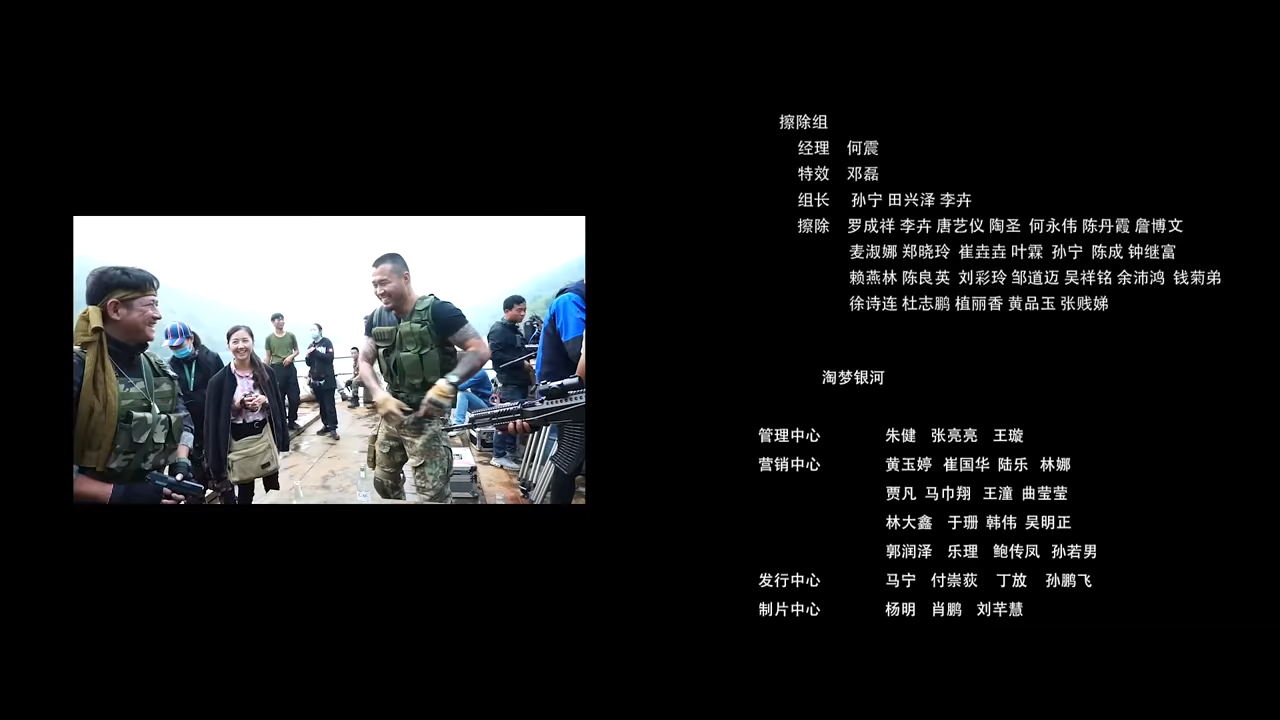 擦除组
经理 何震
特效 邓磊
组长 孙宁 田兴泽 李卉
擦除 罗成祥 李卉 唐艺仪 陶圣 何永伟 陈丹霞 詹博文
麦淑娜 郑晓玲 崔垚垚 叶霖 孙宁 陈成 钟继富
赖燕林 陈良英 刘彩玲 邹道迈 吴祥铭 余沛鸿 钱菊弟
徐诗连 杜志鹏 植丽香 黄品玉 张贱娣
淘梦银河
管理中心 朱健 张亮亮 王璇
营销中心 黄玉婷 崔国华 陆乐 林娜
贾凡 马巾翔 王潼 曲莹莹
林大鑫 于珊 韩伟 吴明正
郭润泽 乐理 鲍传凤 孙若男
发行中心 马宁 付崇荻 丁放 孙鹏飞
制片中心 杨明 肖鹏 刘芊慧